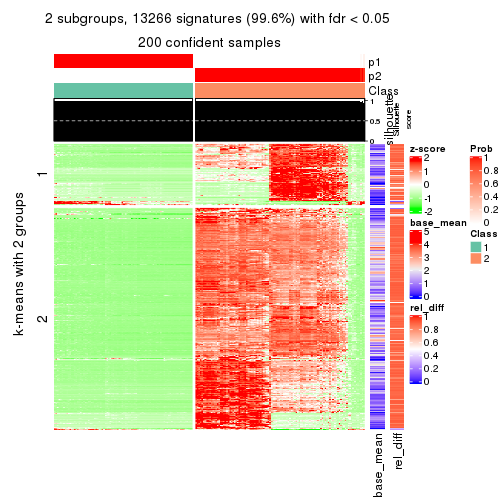 2 subgroups, 13266 signatures (99.6%) with fdr < 0.05
200 confident samples
p1
p2
Class
silhouette
1
0.5
0
Silhouette
score
k-means with 2 groups
1
2
base_mean
rel_diff
z-score
2
1
0
-1
-2
base_mean
5
4
3
2
1
0
rel_diff
1
0.8
0.6
0.4
0.2
0
Prob
1
0.8
0.6
0.4
0.2
0
Class
1
2